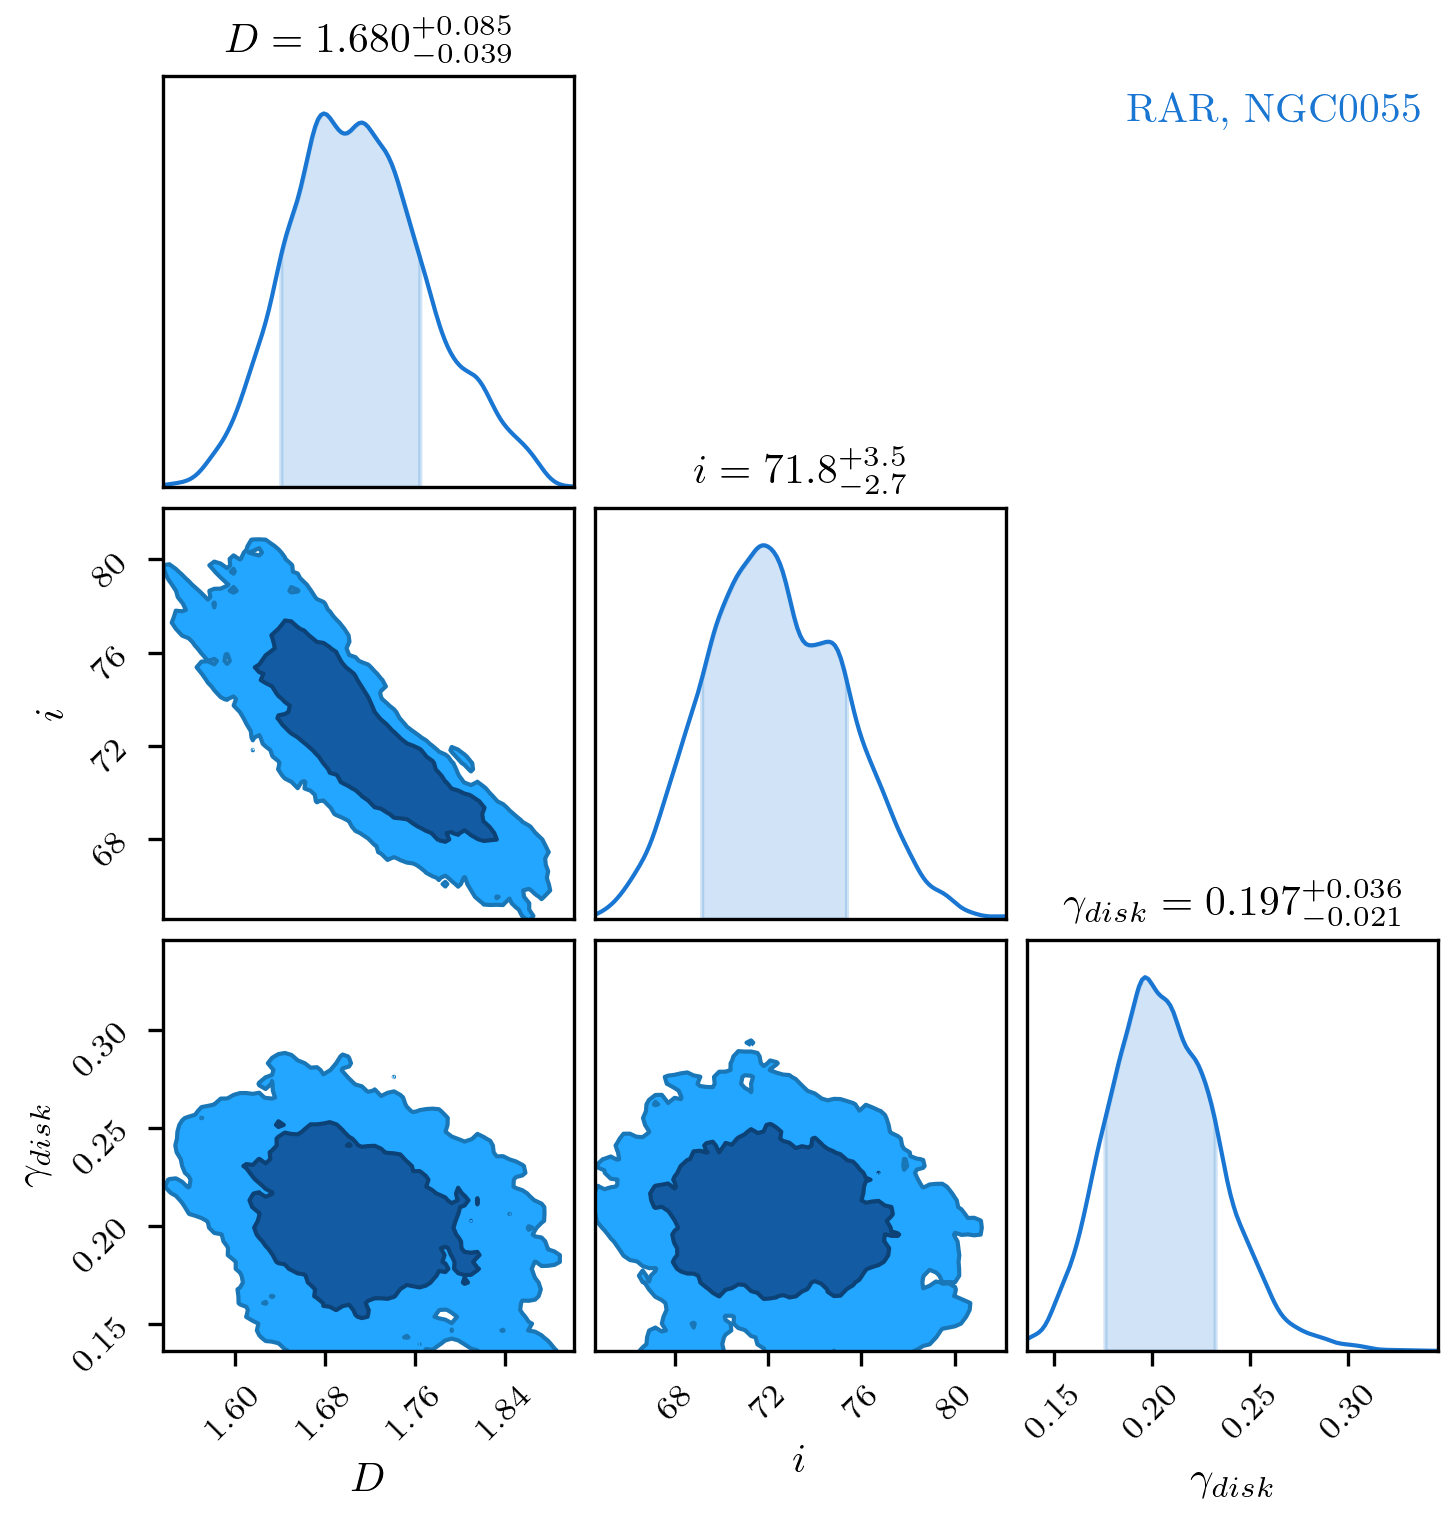 D = 1.680^{+0.085}_{-0.039}
RAR, NGC0055
i = 71.8^{+3.5}_{-2.7}
80
76
72
68
i
γ_{disk} = 0.197^{+0.036}_{-0.021}
0.30
0.25
0.20
0.15
γ_{disk}
1.60 1.68 1.76 1.84
68 72 76 80
0.15 0.20 0.25 0.30
D
i
γ_{disk}